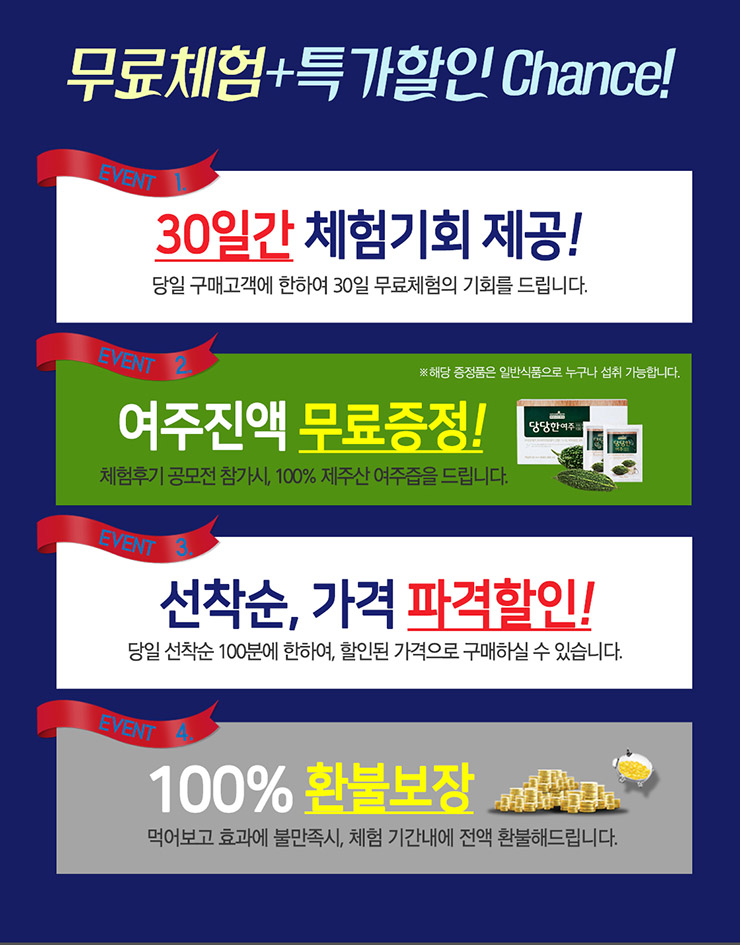 무료체험+특가할인 Chance!
EVENT 1.
30일간 체험기회 제공!
당일 구매고객에 한하여 30일 무료체험의 기회를 드립니다.
EVENT 2.
※해당 증정품은 일반식품으로 누구나 섭취 가능합니다.
여주진액 무료증정!
당당한여주
당당한여주
체험후기 공모전 참가시, 100% 제주산 여주즙을 드립니다.
EVENT 3.
선착순, 가격 파격할인!
당일 선착순 100분에 한하여, 할인된 가격으로 구매하실 수 있습니다.
EVENT 4.
100% 환불보장
먹어보고 효과에 불만족시, 체험 기간내에 전액 환불해드립니다.